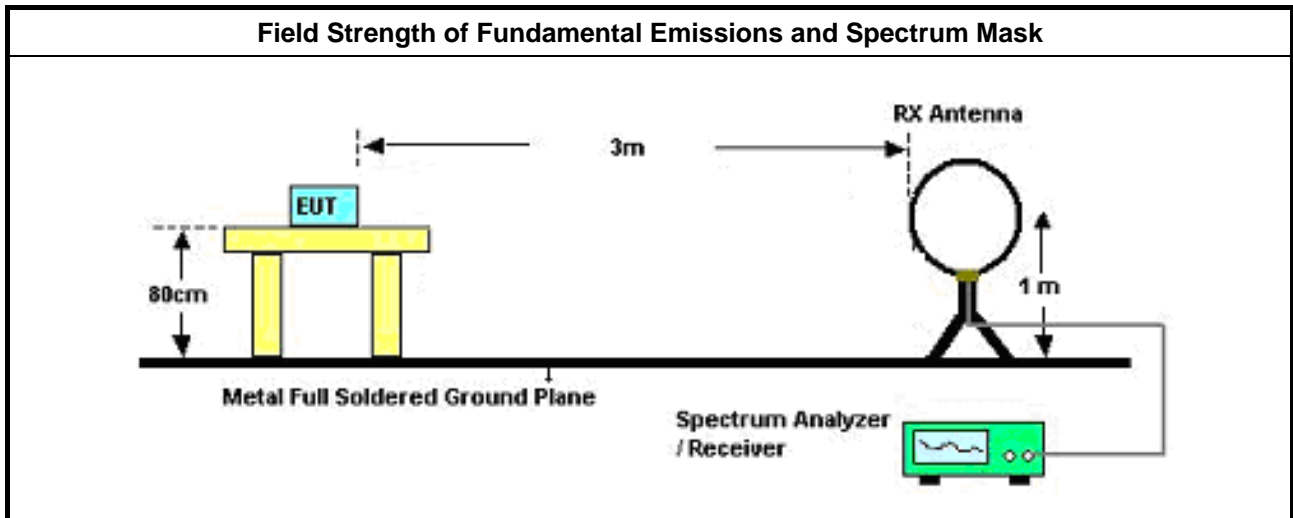 Field Strength of Fundamental Emissions and Spectrum Mask
RX Antenna
3m
EUT
80cm
1 m
Metal Full Soldered Ground Plane
Spectrum Analyzer
/ Receiver